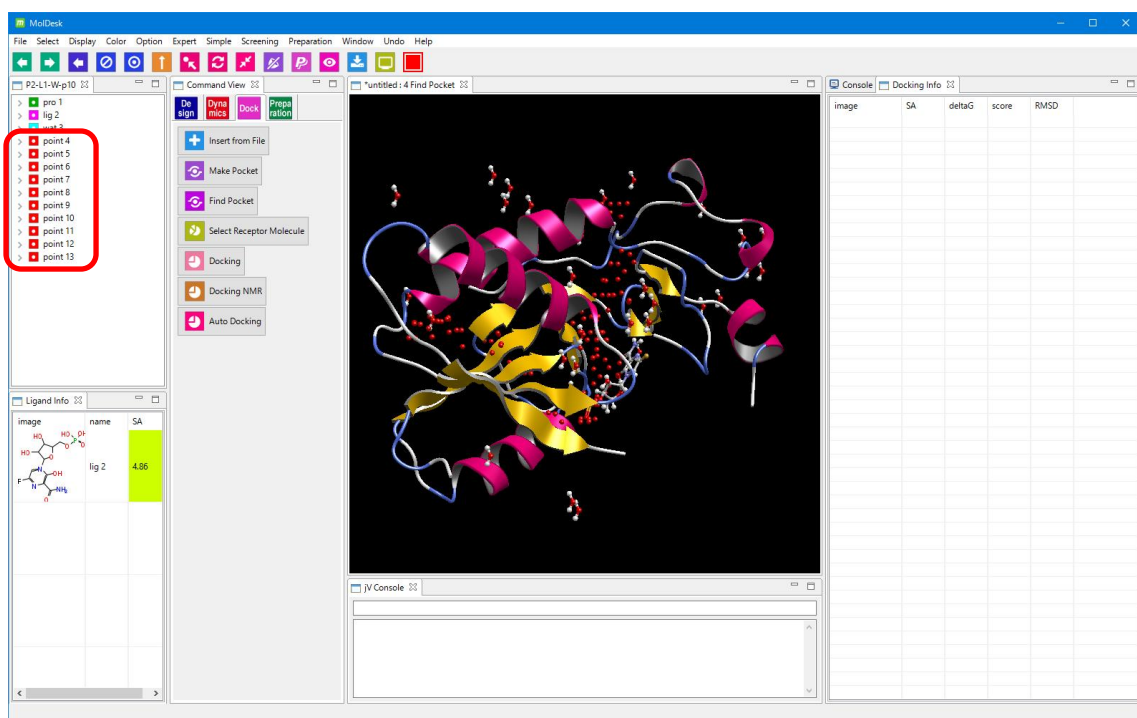 MolDesk
File Select Display Color Option Expert Simple Screening Preparation Window Undo Help
P2-L1-W-p10
pro 1
lig 2
wat 3
point 4
point 5
point 6
point 7
point 8
point 9
point 10
point 11
point 12
point 13
Command View
De
sign
Dyna
mics
Dock
Prepa
ration
Insert from File
Make Pocket
Find Pocket
Select Receptor Molecule
Docking
Docking NMR
Auto Docking
*untitled : 4 Find Pocket
Console
Docking Info
image SA deltaG score RMSD
Ligand Info
image name SA
lig 2 4.86
jV Console